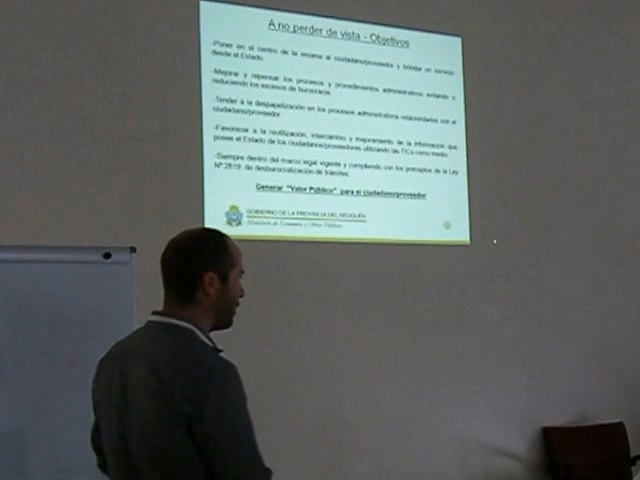 A no perder de vista - Objetivos
-Poner en el centro de la escena al ciudadano/proveedor y brindar un servicio
desde el Estado.
-Mejorar y repensar los procesos y procedimientos administrativos evitando o
reduciendo los excesos de burocracia.
-Tender a la despapelización en los procesos administrativos relacionados con el
ciudadano/proveedor
-Favorecer a la reutilización, intercambio y mejoramiento de la información que
posee el Estado de los ciudadanos/proveedores utilizando las TICs como medio.
-Siempre dentro del marco legal vigente y cumpliendo con los preceptos de la Ley
Nº 2819 de desburocratización de trámites.
Generar "Valor Público" para el ciudadano/proveedor
GOBIERNO DE LA PROVINCIA DEL NEUQUÉN
Ministerio de Economía y Obras Públicas